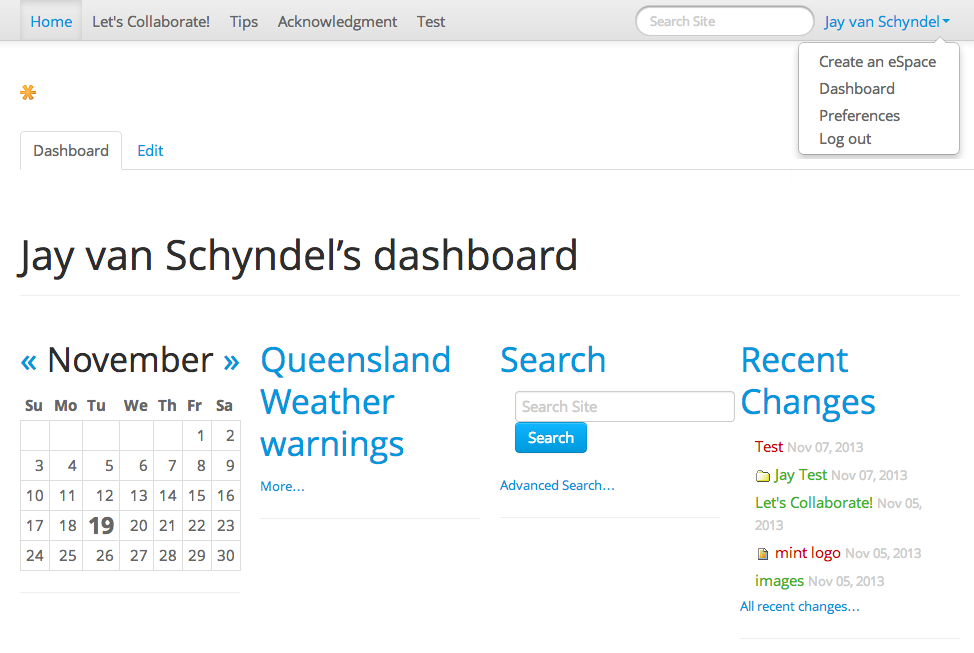 Home Let's Collaborate! Tips Acknowledgment Test Search Site Jay van Schyndel
Create an eSpace
Dashboard
Preferences
Log out
Dashboard Edit
Jay van Schyndel’s dashboard
« November »
Su Mo Tu We Th Fr Sa
1 2
3 4 5 6 7 8 9
10 11 12 13 14 15 16
17 18 19 20 21 22 23
24 25 26 27 28 29 30
Queensland
Weather
warnings
More…
Search
Search Site
Search
Advanced Search…
Recent
Changes
Test Nov 07, 2013
Jay Test Nov 07, 2013
Let's Collaborate! Nov 05,
2013
mint logo Nov 05, 2013
images Nov 05, 2013
All recent changes…